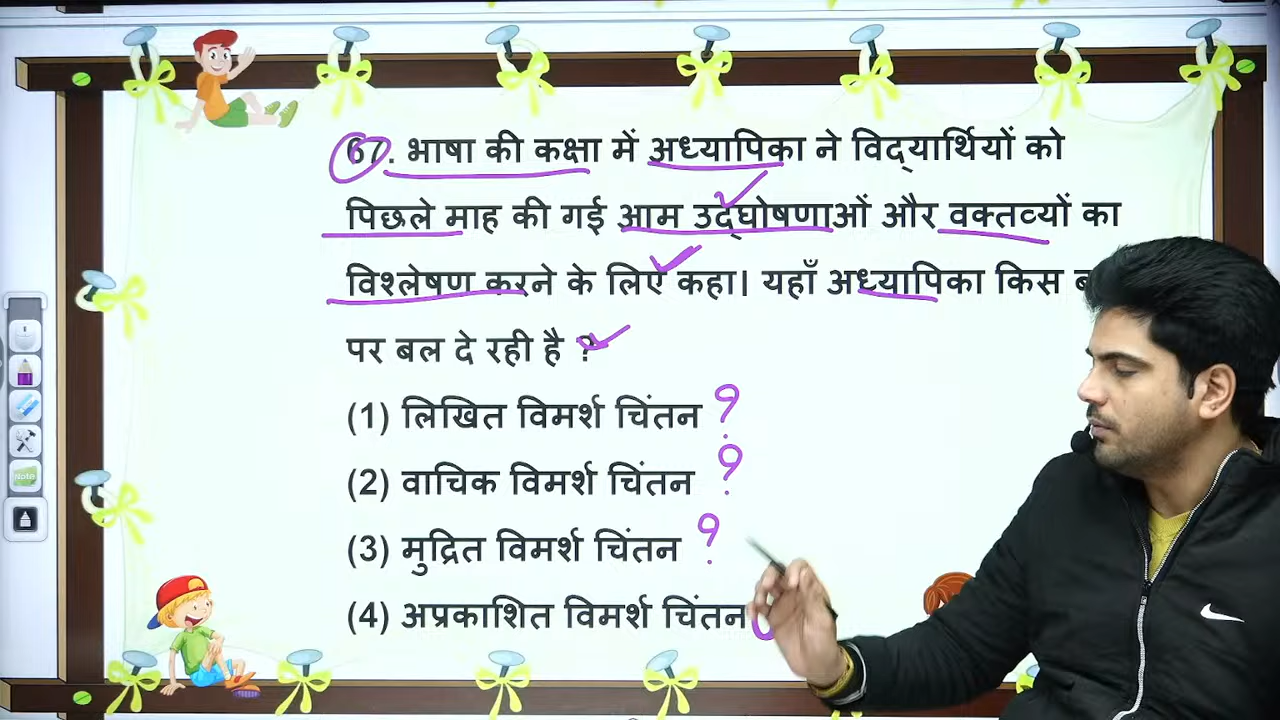 67. भाषा की कक्षा में अध्यापिका ने विद्यार्थियों को
पिछले माह की गई आम उद्घोषणाओं और वक्तव्यों का
विश्लेषण करने के लिए कहा। यहाँ अध्यापिका किस
पर बल दे रही है ?
(1) लिखित विमर्श चिंतन ?
(2) वाचिक विमर्श चिंतन ?
(3) मुद्रित विमर्श चिंतन ?
(4) अप्रकाशित विमर्श चिंतन